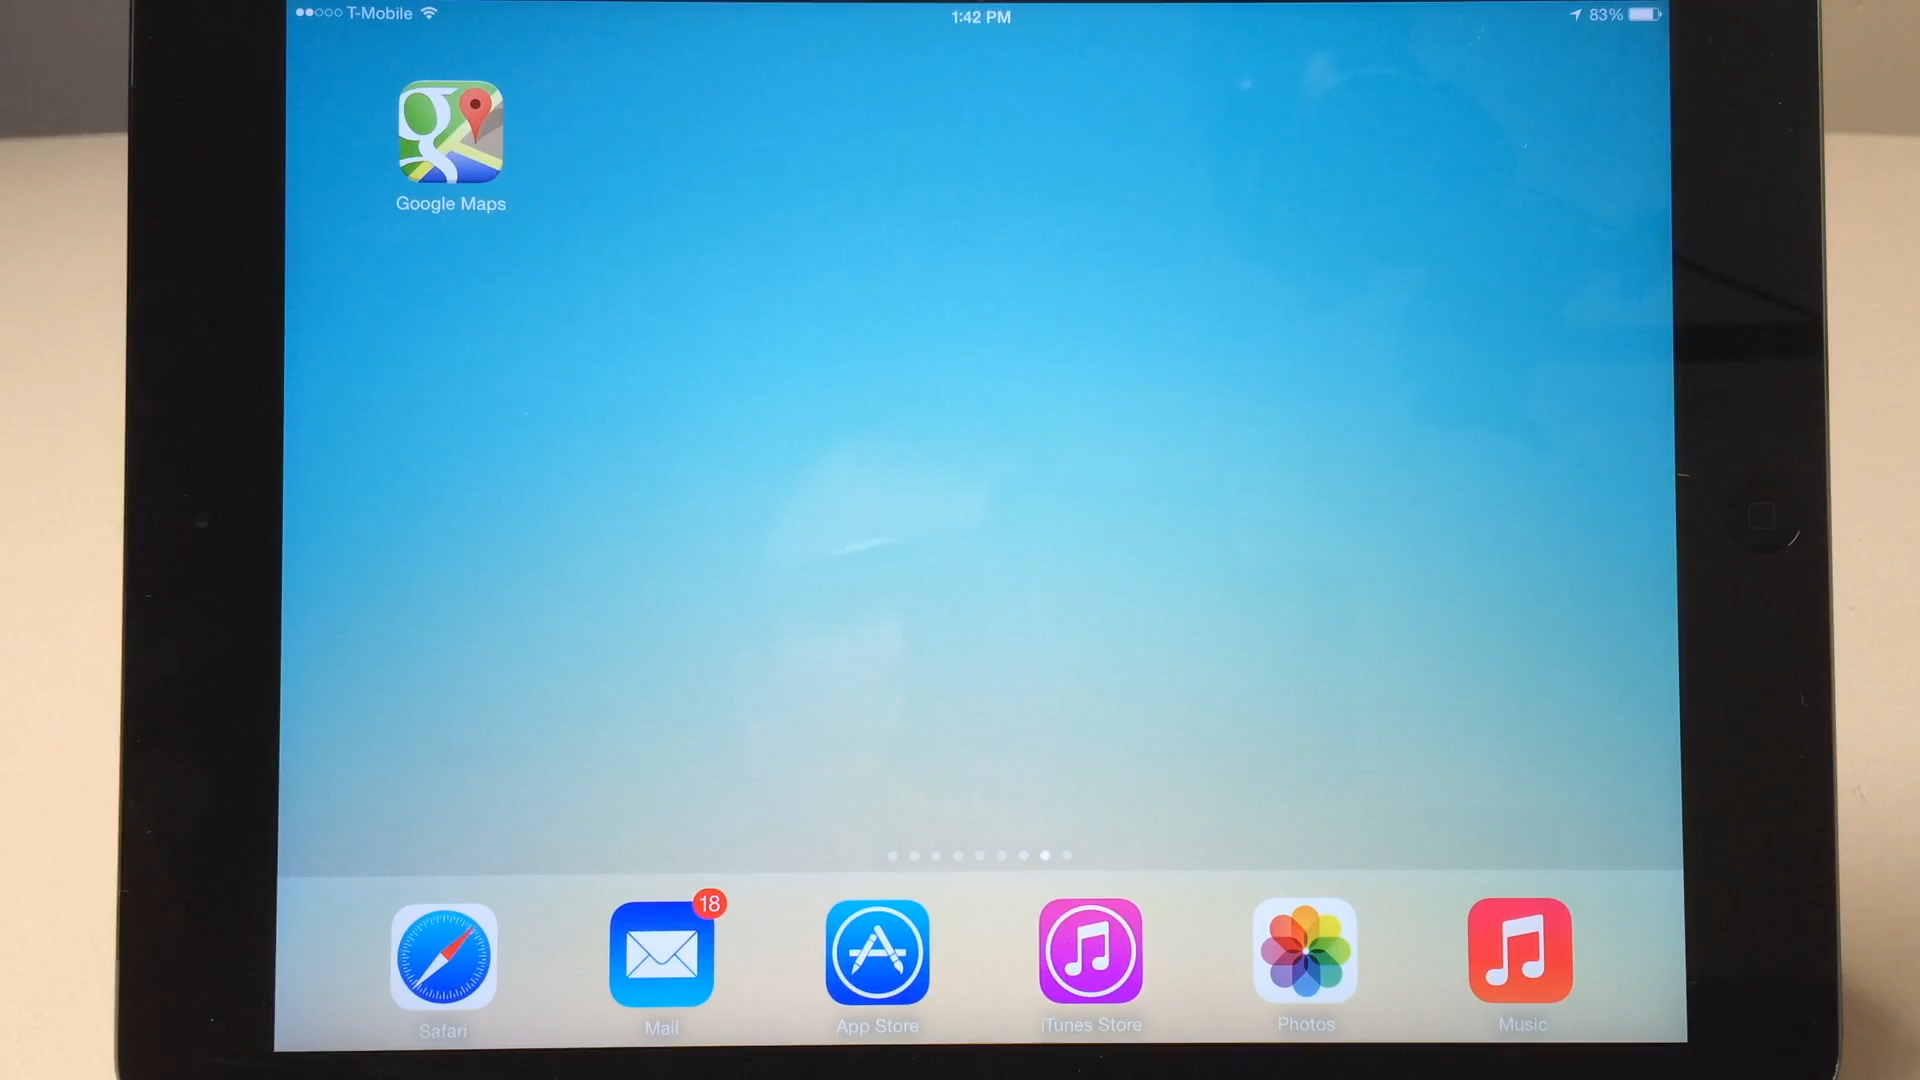 T-Mobile
1:42 PM
83%
Google Maps
18
Safari
Mail
App Store
iTunes Store
Photos
Music